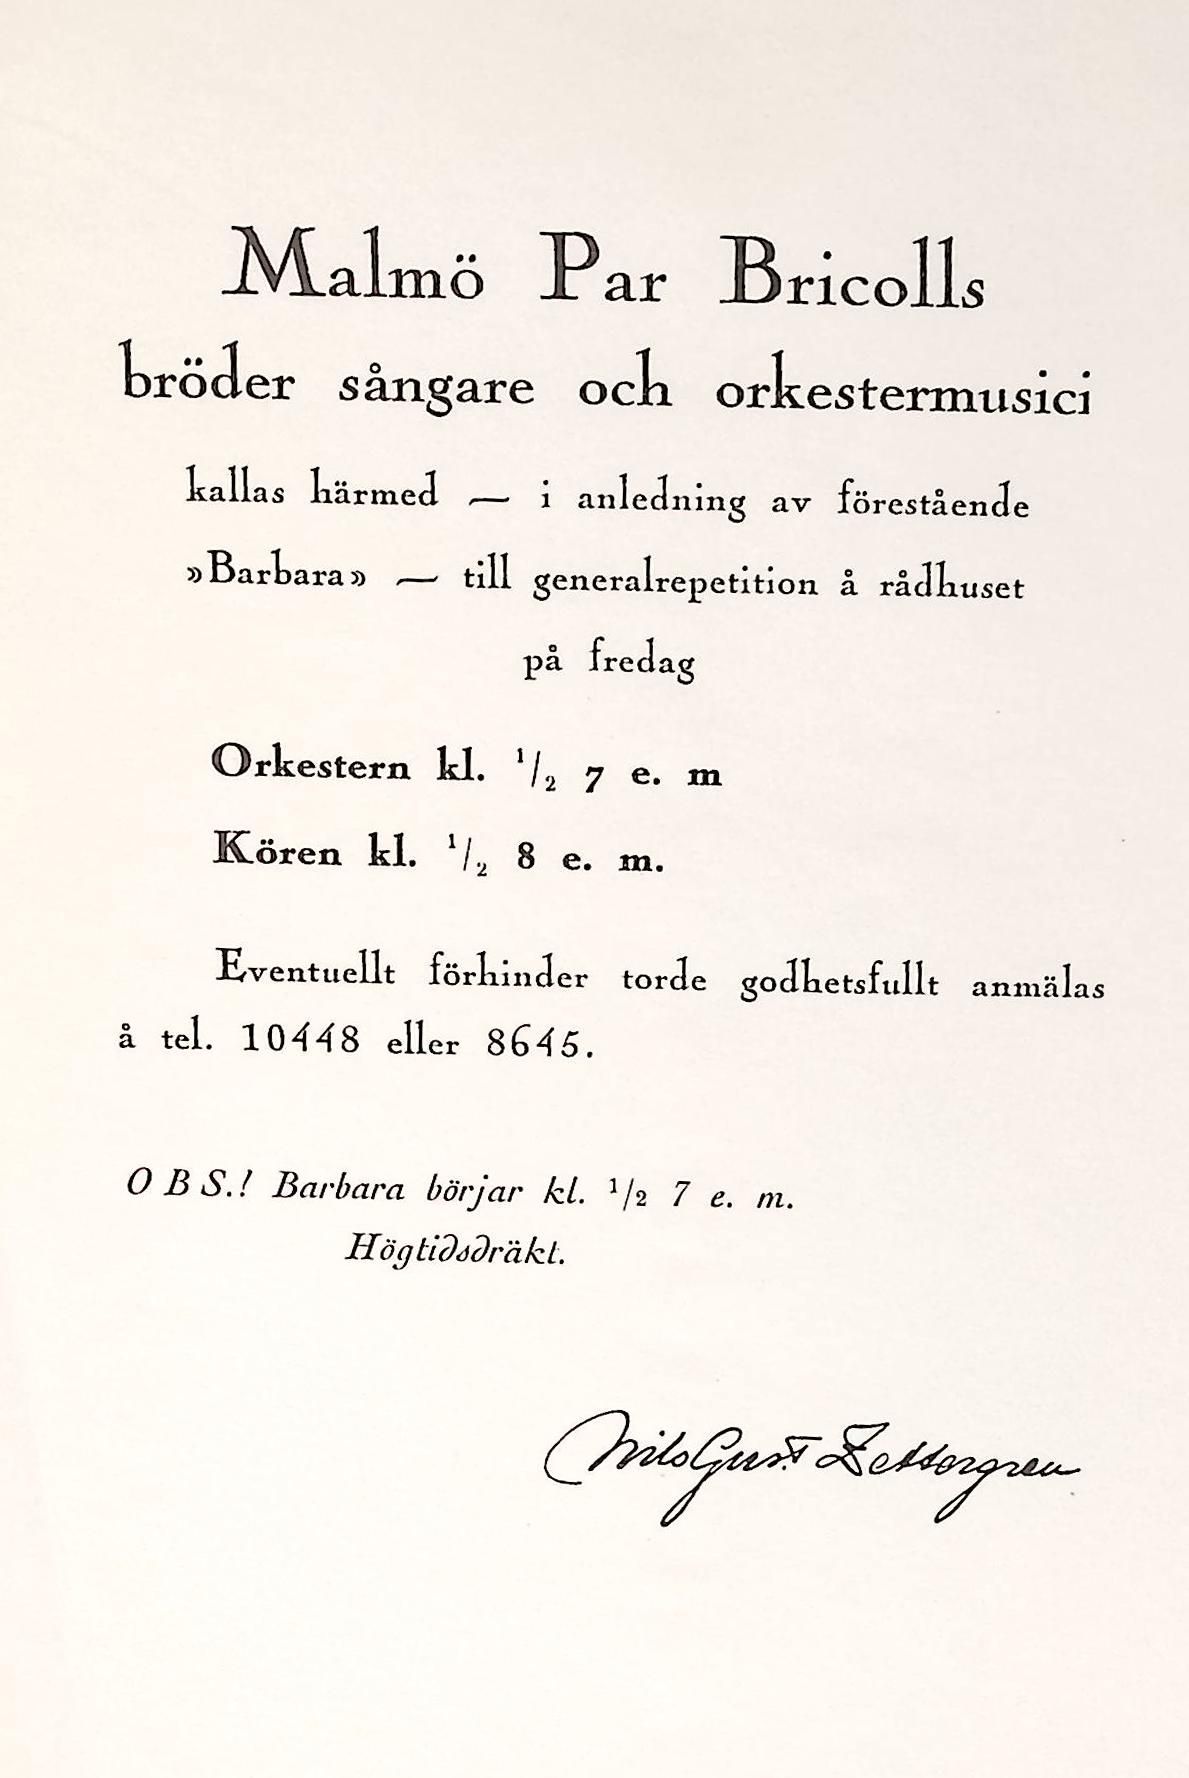 Malmö Par Bricolls
bröder sångare och orkestermusici
kallas härmed — i anledning av förestående
»Barbara» — till generalrepetition å rådhuset
på fredag
Orkestern kl. ¹/₂ 7 e. m
Kören kl. ¹/₂ 8 e. m.
Eventuellt förhinder torde godhetsfullt anmälas
å tel. 10448 eller 8645.
O B S.! Barbara börjar kl. ¹/₂ 7 e. m.
Högtidsdräkt.
Nils Gust Zettergren